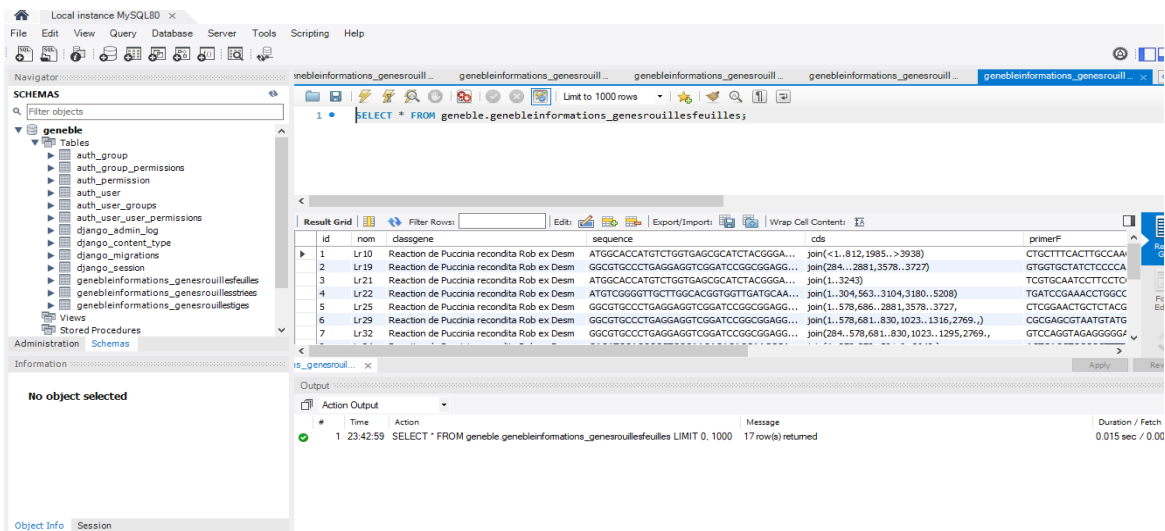 Local instance MySQL80 ×
File Edit View Query Database Server Tools Scripting Help
Navigator
SCHEMAS
Filter objects
geneble
Tables
auth_group
auth_group_permissions
auth_permission
auth_user
auth_user_groups
auth_user_user_permissions
django_admin_log
django_content_type
django_migrations
django_session
genebleinformations_genesrouillesfeuilles
genebleinformations_genesrouillesstriees
genebleinformations_genesrouillestiges
Views
Stored Procedures
Administration Schemas
Information
No object selected
Object Info Session
nebleinformations_genesrouill... genebleinformations_genesrouill... genebleinformations_genesrouill... genebleinformations_genesrouill... genebleinformations_genesrouill... ×
Limit to 1000 rows
1 SELECT * FROM geneble.genebleinformations_genesrouillesfeuilles;
Result Grid Filter Rows: Edit: Export/Import: Wrap Cell Content:
id nom classgene sequence cds primerF
1 Lr10 Reaction de Puccinia recondita Rob ex Desm ATGGCACCATGTCTGGTGAGCGCATCTACGGGA... join(<1..812,1985..>3938) CTGCTTTCACTTGCCAA
2 Lr19 Reaction de Puccinia recondita Rob ex Desm GGCGTGCCCTGAGGAGGTCGGATCCGGCGGAGG... join(284...2881,3578..3727) GTGGTGCTATCTCCCCA
3 Lr21 Reaction de Puccinia recondita Rob ex Desm ATGGCACCATGTCTGGTGAGCGCATCTACGGGA... join(1..3243) TCGTGCAATCCTTCCTC
4 Lr22 Reaction de Puccinia recondita Rob ex Desm ATGTCGGGGTTGCTTGGCACGGTGGTTGATGCAA... join(1..304,563..3104,3180..5208) TGATCCGAAACCTGGCC
5 Lr25 Reaction de Puccinia recondita Rob ex Desm GGCGTGCCCTGAGGAGGTCGGATCCGGCGGAGG... join(1..578,686..2881,3578..3727, CTCGGAACTGCTCTACG
6 Lr29 Reaction de Puccinia recondita Rob ex Desm GGCGTGCCCTGAGGAGGTCGGATCCGGCGGAGG... join(1..578,681..830,1023..1316,2769.,) CGCGAGCGTAATGTATG
7 Lr32 Reaction de Puccinia recondita Rob ex Desm GGCGTGCCCTGAGGAGGTCGGATCCGGCGGAGG... join(284..578,681..830,1023..1295,2769., GTCCAGGTAGAGGGGGA
ns_genesrouil... × Apply Rev
Output
Action Output
# Time Action Message Duration / Fetch
1 23:42:59 SELECT * FROM geneble.genebleinformations_genesrouillesfeuilles LIMIT 0, 1000 17 row(s) returned 0.015 sec / 0.00